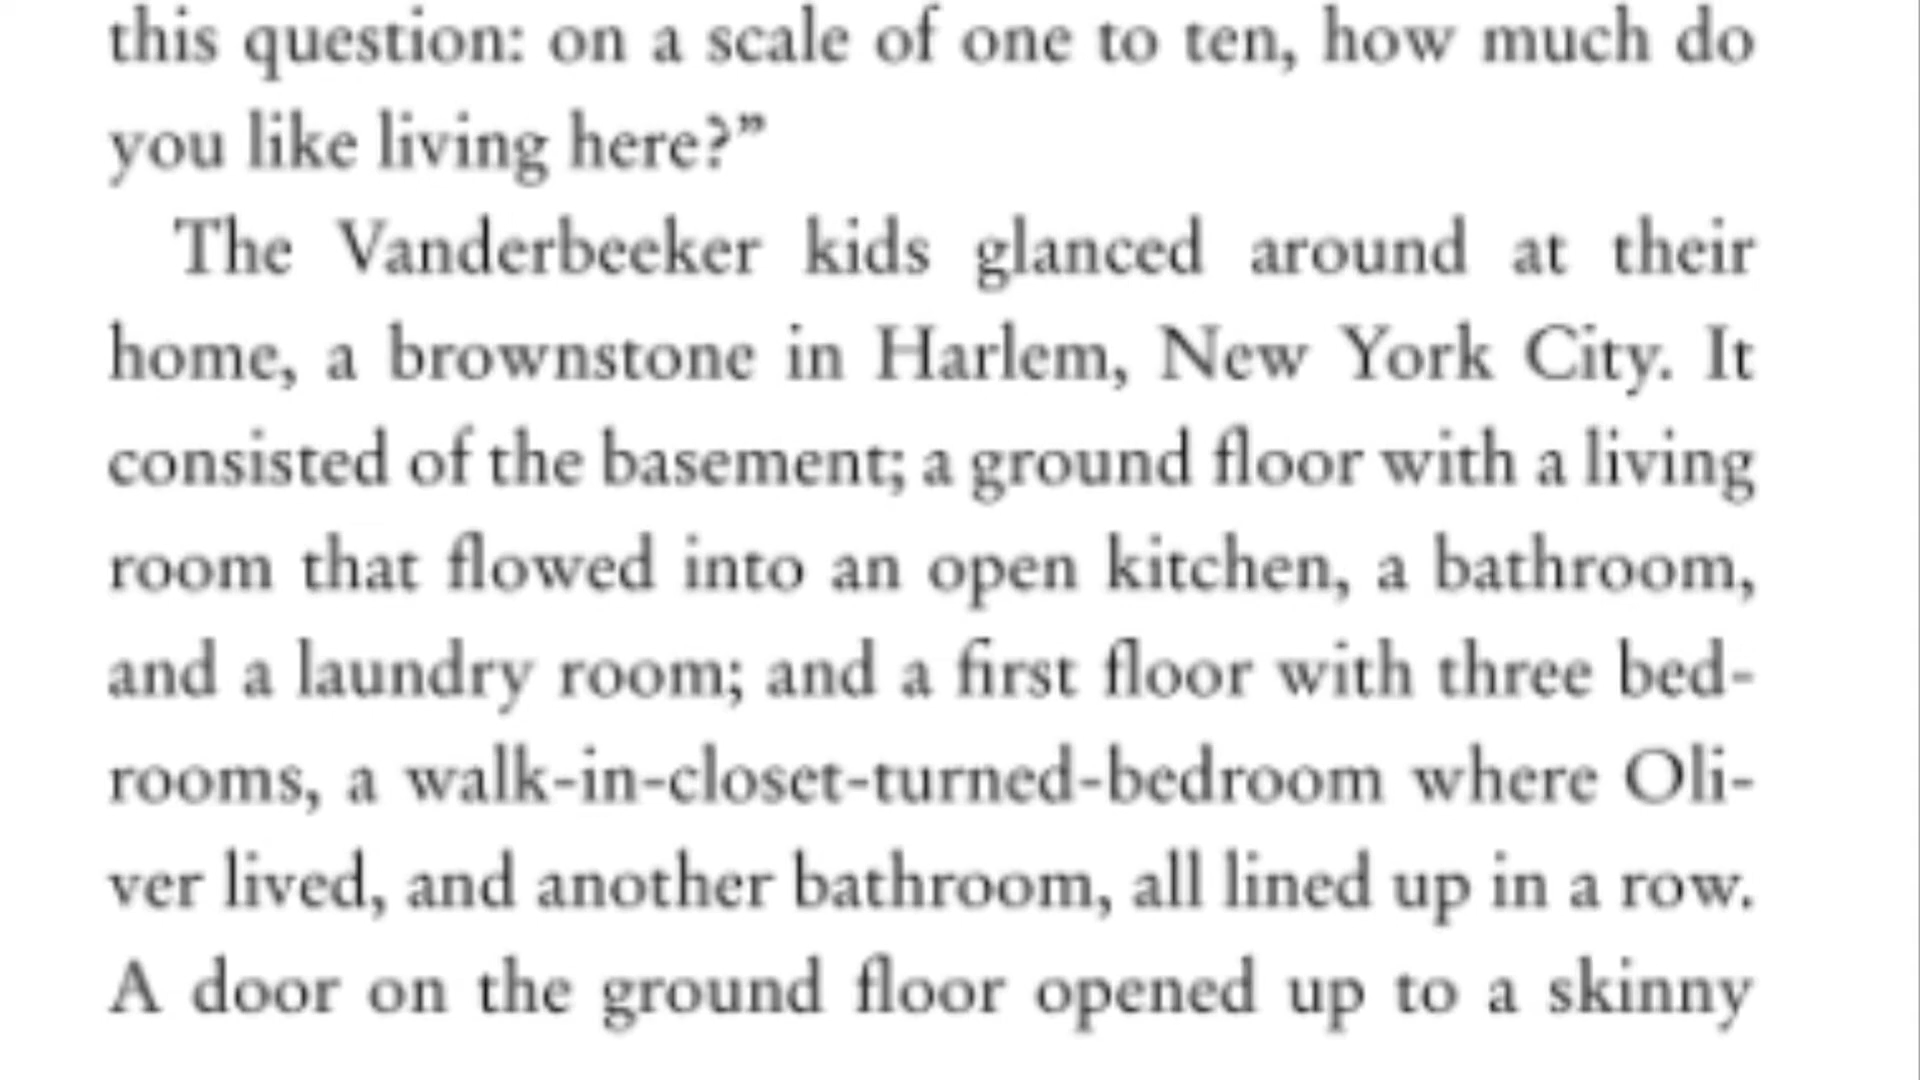 this question: on a scale of one to ten, how much do
you like living here?”
The Vanderbeeker kids glanced around at their
home, a brownstone in Harlem, New York City. It
consisted of the basement; a ground floor with a living
room that flowed into an open kitchen, a bathroom,
and a laundry room; and a first floor with three bed-
rooms, a walk-in-closet-turned-bedroom where Oli-
ver lived, and another bathroom, all lined up in a row.
A door on the ground floor opened up to a skinny